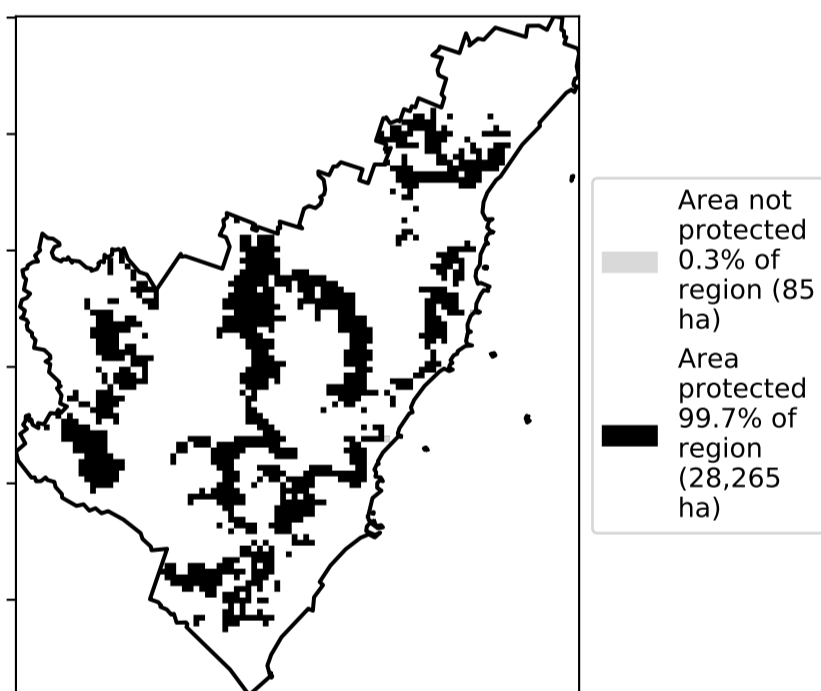 Area not
protected
0.3% of
region (85
ha)
Area
protected
99.7% of
region
(28,265
ha)